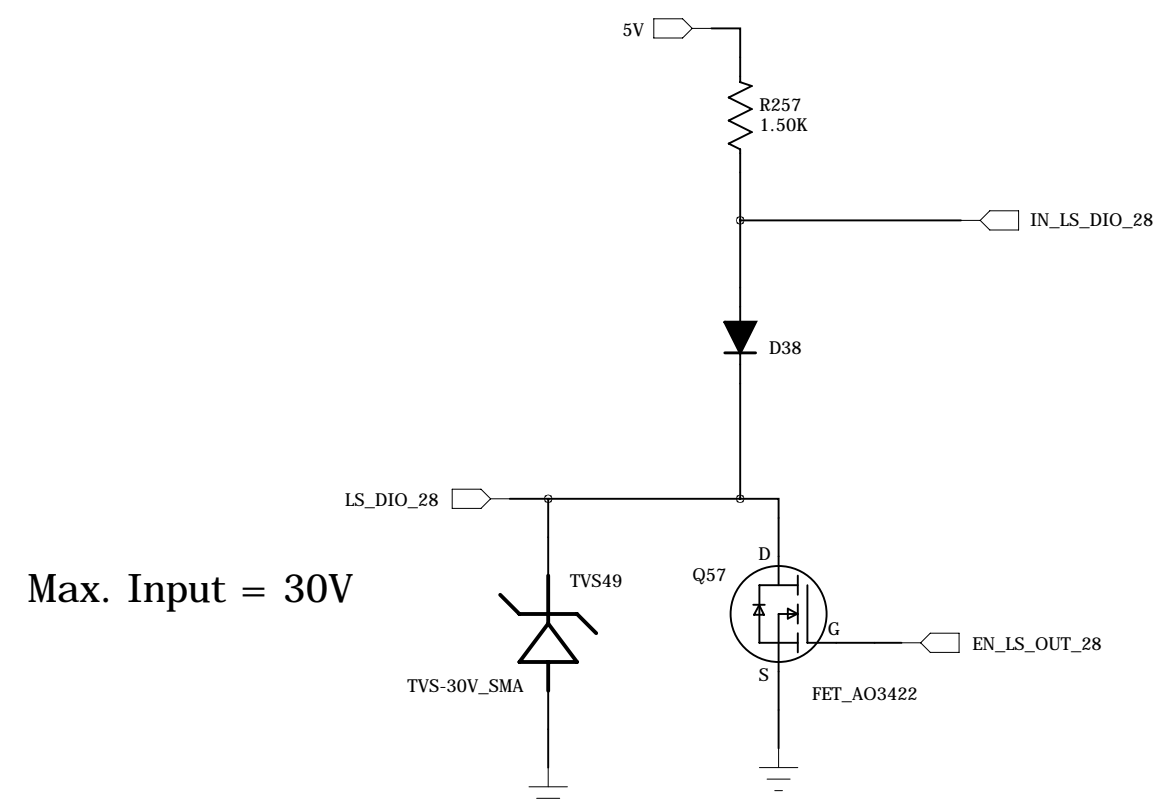 5V
R257
1.50K
IN_LS_DIO_28
D38
LS_DIO_28
D
Q57
TVS49
Max. Input = 30V
G
EN_LS_OUT_28
S
TVS-30V_SMA
FET_AO3422